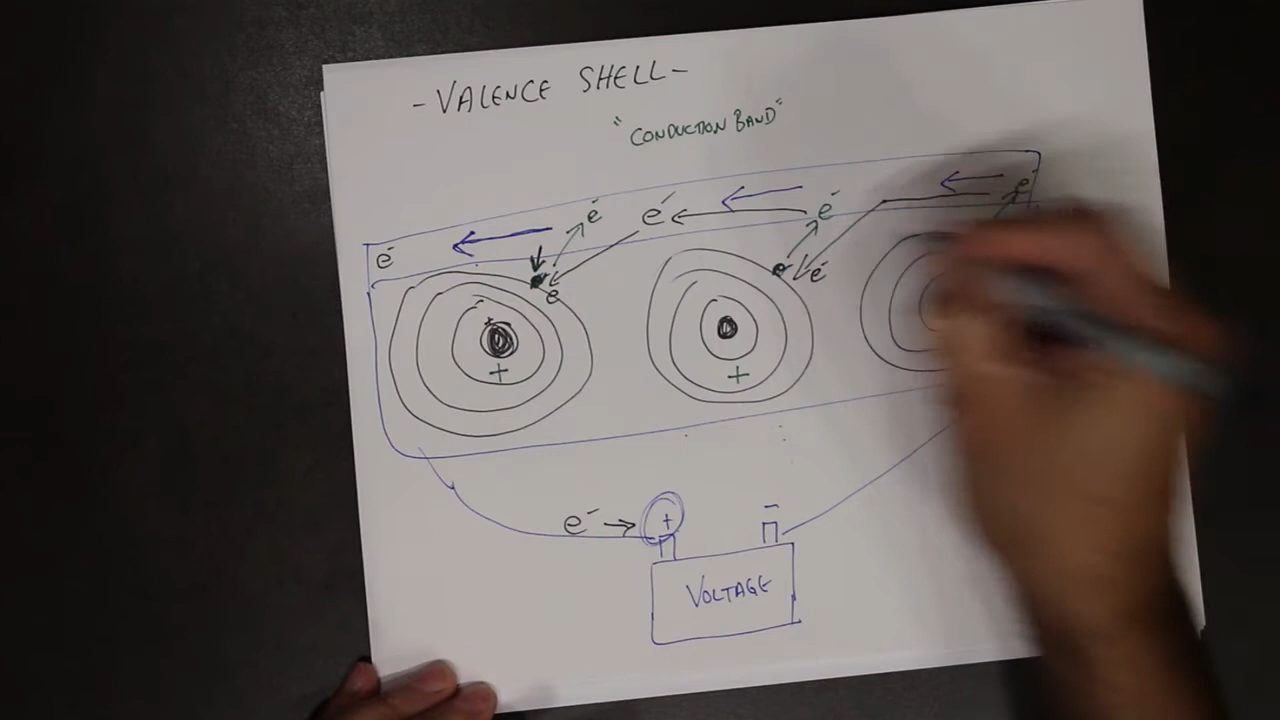 - VALENCE SHELL -
"CONDUCTION BAND"
e⁻
e⁻
e⁻
e⁻
e⁻
e
e⁻
+
+
+
e⁻ → + -
VOLTAGE